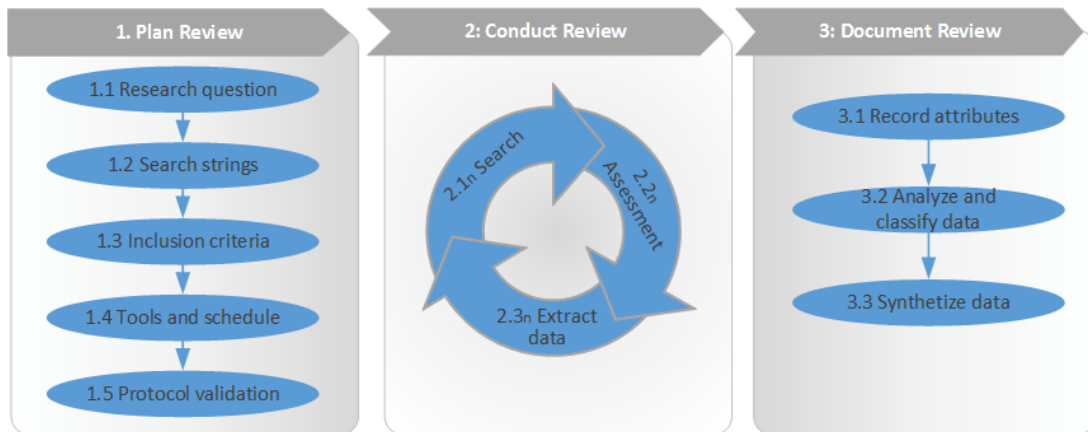 1. Plan Review
1.1 Research question
1.2 Search strings
1.3 Inclusion criteria
1.4 Tools and schedule
1.5 Protocol validation
2: Conduct Review
2.1n Search
2.2n
Assessment
2.3n Extract
data
3: Document Review
3.1 Record attributes
3.2 Analyze and
classify data
3.3 Synthetize data